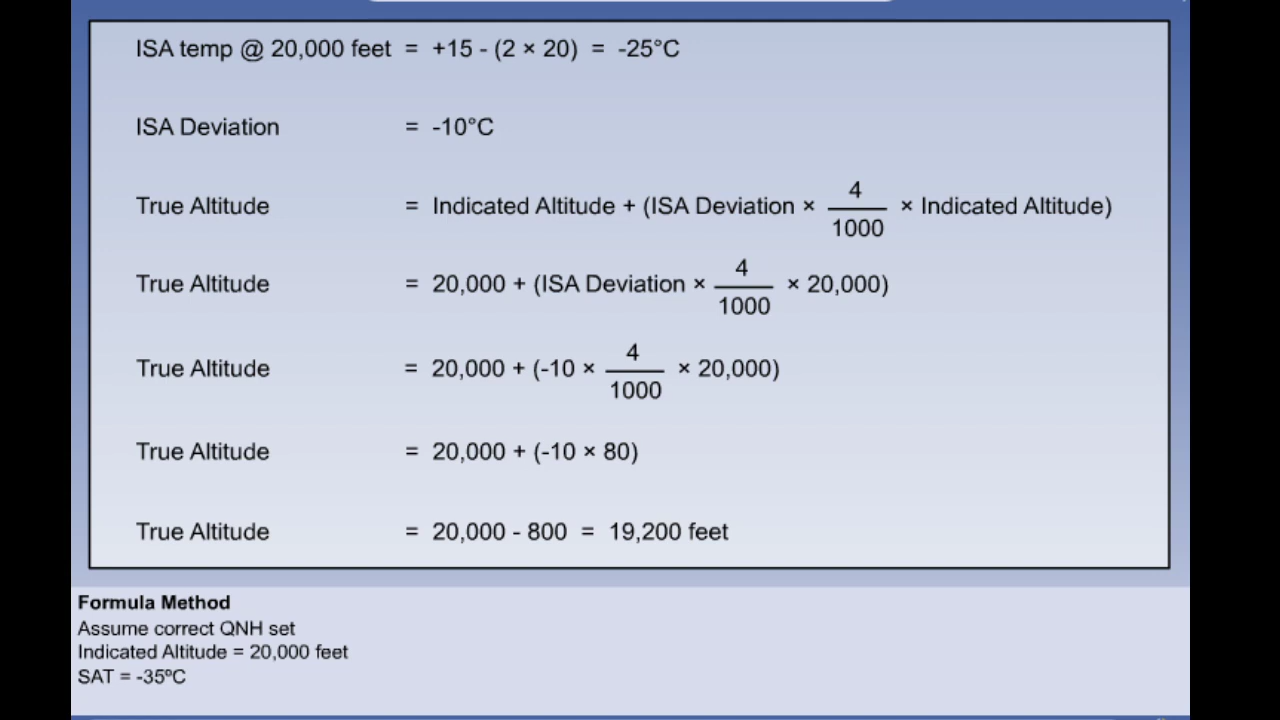 ISA temp @ 20,000 feet = +15 - (2 × 20) = -25°C
ISA Deviation = -10°C
True Altitude = Indicated Altitude + (ISA Deviation × 4/1000 × Indicated Altitude)
True Altitude = 20,000 + (ISA Deviation × 4/1000 × 20,000)
True Altitude = 20,000 + (-10 × 4/1000 × 20,000)
True Altitude = 20,000 + (-10 × 80)
True Altitude = 20,000 - 800 = 19,200 feet
Formula Method
Assume correct QNH set
Indicated Altitude = 20,000 feet
SAT = -35ºC